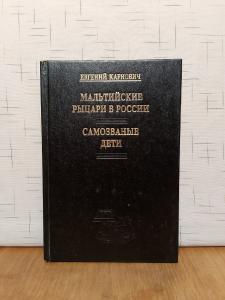 ЕВГЕНИЙ КАРНОВИЧ
МАЛЬТИЙСКИЕ
РЫЦАРИ В РОССИИ
САМОЗВАНЫЕ
ДЕТИ